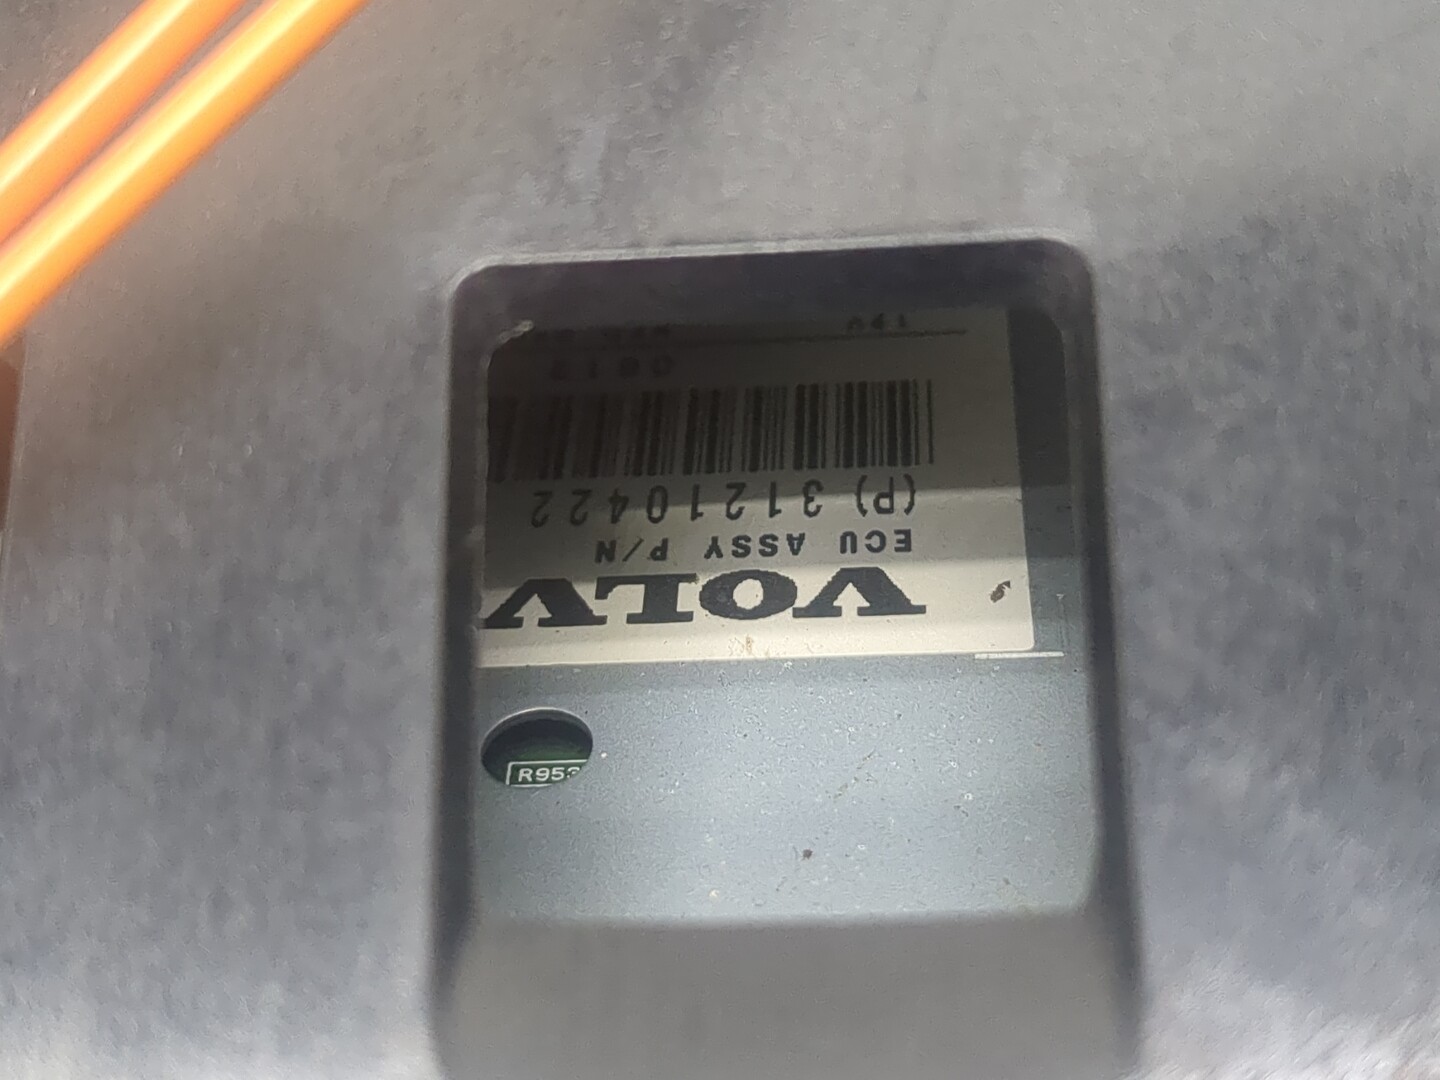 VOLV
ECU ASSY P/N
(P) 31210422
R953